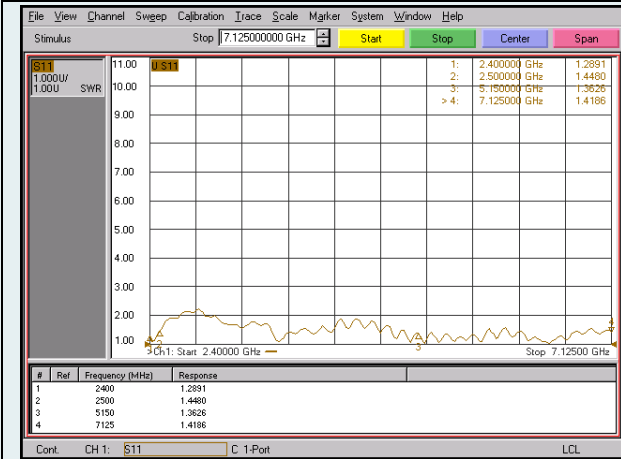 File View Channel Sweep Calibration Trace Scale Marker System Window Help
Stimulus Stop 7.125000000 GHz Start Stop Center Span
S11
1.000U/
1.00U SWR
11.00 U S11
10.00
9.00
8.00
7.00
6.00
5.00
4.00
3.00
2.00
1.00
1: 2.400000 GHz 1.2891
2: 2.500000 GHz 1.4480
3: 5.150000 GHz 1.3626
> 4: 7.125000 GHz 1.4186
1
2
3
4
>Ch1: Start 2.40000 GHz Stop 7.12500 GHz
# Ref Frequency (MHz) Response
1 2400 1.2891
2 2500 1.4480
3 5150 1.3626
4 7125 1.4186
Cont. CH 1: S11 C 1-Port LCL